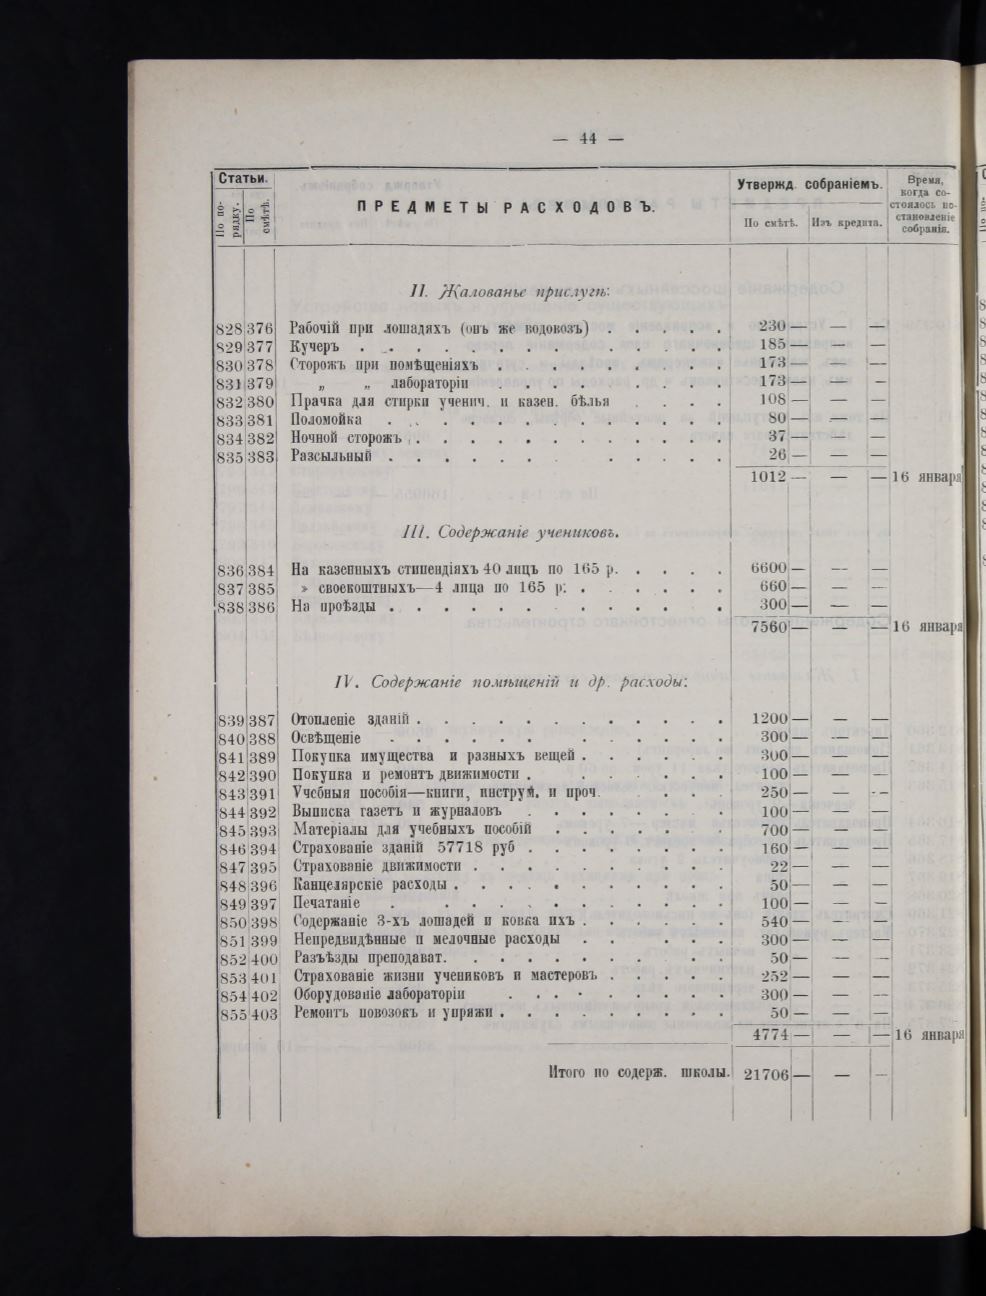 — 44 —
Статьи.
По порядку.
По смѣтѣ.
ПРЕДМЕТЫ РАСХОДОВЪ.
Утвержд. собраніемъ.
По смѣтѣ.
Изъ кредита.
Время,
когда со-
стоялось по-
становленіе
собранія.
II. Жалованье прислугѣ:
828 376 Рабочій при лошадяхъ (онъ же водовозъ) . . . . . 230 — — —
829 377 Кучеръ . . . . . . . . . . . . . 185 — — —
830 378 Сторожъ при помѣщеніяхъ . . . . . . . . . 173 — — —
831 379 „ „ лабораторіи . . . . . . . . 173 — — —
832 380 Прачка для стирки ученич. и казен. бѣлья . . . . 108 — — —
833 381 Поломойка . . . . . . . . . . . . 80 — — —
834 382 Ночной сторожъ . . . . . . . . . . . . 37 — — —
835 383 Разсыльный . . . . . . . . . . . . 26 — — —
1012 — — — 16 января
III. Содержаніе учениковъ.
836 384 На казенныхъ стипендіяхъ 40 лицъ по 165 р. . . . . 6600 — — —
837 385 » своекоштныхъ—4 лица по 165 р: . . . . . . 660 — — —
838 386 На проѣзды . . . . . . . . . . . . 300 — — —
7560 — — — 16 января
IV. Содержаніе помѣщеній и др. расходы:
839 387 Отопленіе зданій . . . . . . . . . . . . 1200 — — —
840 388 Освѣщеніе . . . . . . . . . . . . 300 — — —
841 389 Покупка имущества и разныхъ вещей . . . . . . 300 — — —
842 390 Покупка и ремонтъ движимости . . . . . . . 100 — — —
843 391 Учебныя пособія—книги, инструм. и проч. . . . . 250 — — —
844 392 Выписка газетъ и журналовъ . . . . . . . . 100 — — —
845 393 Матеріалы для учебныхъ пособій . . . . . . . 700 — — —
846 394 Страхованіе зданій 57718 руб . . . . . . . . 160 — — —
847 395 Страхованіе движимости . . . . . . . . . . 22 — — —
848 396 Канцелярскіе расходы . . . . . . . . . . . 50 — — —
849 397 Печатаніе . . . . . . . . . . . . 100 — — —
850 398 Содержаніе 3-хъ лошадей и ковка ихъ . . . . . . 540 — — —
851 399 Непредвидѣнные и мелочные расходы . . . . . 300 — — —
852 400 Разъѣзды преподават. . . . . . . . . . 50 — — —
853 401 Страхованіе жизни учениковъ и мастеровъ . . . . . 252 — — —
854 402 Оборудованіе лабораторіи . . . . . . . . . 300 — — —
855 403 Ремонтъ повозокъ и упряжи . . . . . . . . . 50 — — —
4774 — — — 16 января
Итого по содерж. школы. 21706 — — —